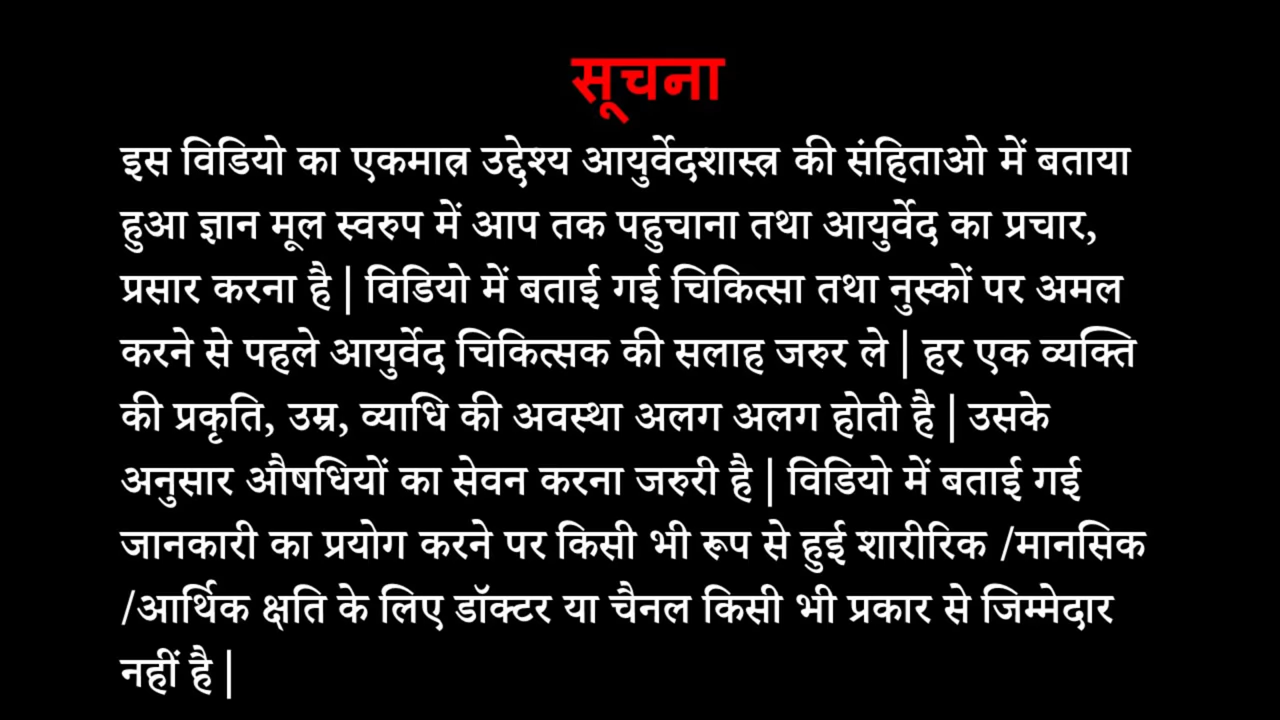 सूचना
इस विडियो का एकमात्र उद्देश्य आयुर्वेदशास्त्र की संहिताओ में बताया
हुआ ज्ञान मूल स्वरुप में आप तक पहुचाना तथा आयुर्वेद का प्रचार,
प्रसार करना है | विडियो में बताई गई चिकित्सा तथा नुस्कों पर अमल
करने से पहले आयुर्वेद चिकित्सक की सलाह जरुर ले | हर एक व्यक्ति
की प्रकृति, उम्र, व्याधि की अवस्था अलग अलग होती है | उसके
अनुसार औषधियों का सेवन करना जरुरी है | विडियो में बताई गई
जानकारी का प्रयोग करने पर किसी भी रूप से हुई शारीरिक /मानसिक
/आर्थिक क्षति के लिए डॉक्टर या चैनल किसी भी प्रकार से जिम्मेदार
नहीं है |